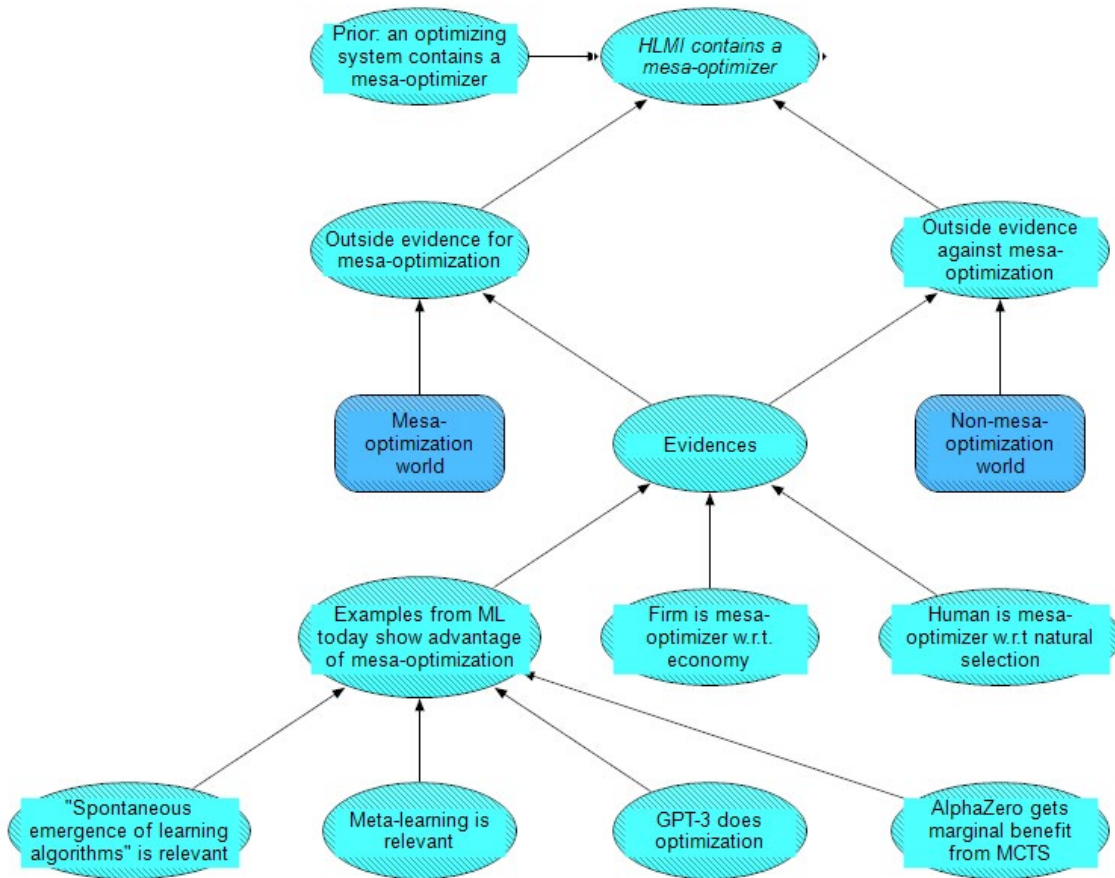 Prior: an optimizing
system contains a
mesa-optimizer
HLMI contains a
mesa-optimizer
Outside evidence for
mesa-optimization
Outside evidence
against mesa-
optimization
Mesa-
optimization
world
Evidences
Non-mesa-
optimization
world
Examples from ML
today show advantage
of mesa-optimization
Firm is mesa-
optimizer w.r.t.
economy
Human is mesa-
optimizer w.r.t natural
selection
"Spontaneous
emergence of learning
algorithms" is relevant
Meta-learning is
relevant
GPT-3 does
optimization
AlphaZero gets
marginal benefit
from MCTS